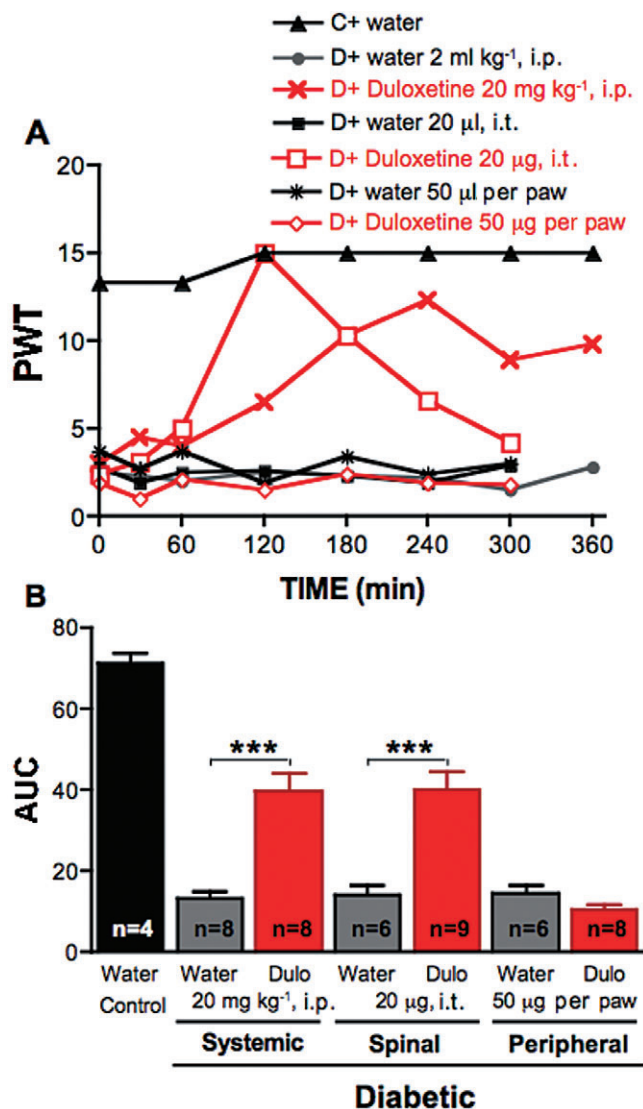 C+ water
D+ water 2 ml kg⁻¹, i.p.
D+ Duloxetine 20 mg kg⁻¹, i.p.
D+ water 20 µl, i.t.
D+ Duloxetine 20 µg, i.t.
D+ water 50 µl per paw
D+ Duloxetine 50 µg per paw
A
20
15
10
5
0
PWT
0 60 120 180 240 300 360
TIME (min)
B
80
60
40
20
0
AUC
*** ***
n=4 n=8 n=8 n=6 n=9 n=6 n=8
Water Water Dulo Water Dulo Water Dulo
Control 20 mg kg⁻¹, i.p. 20 µg, i.t. 50 µg per paw
Systemic Spinal Peripheral
Diabetic